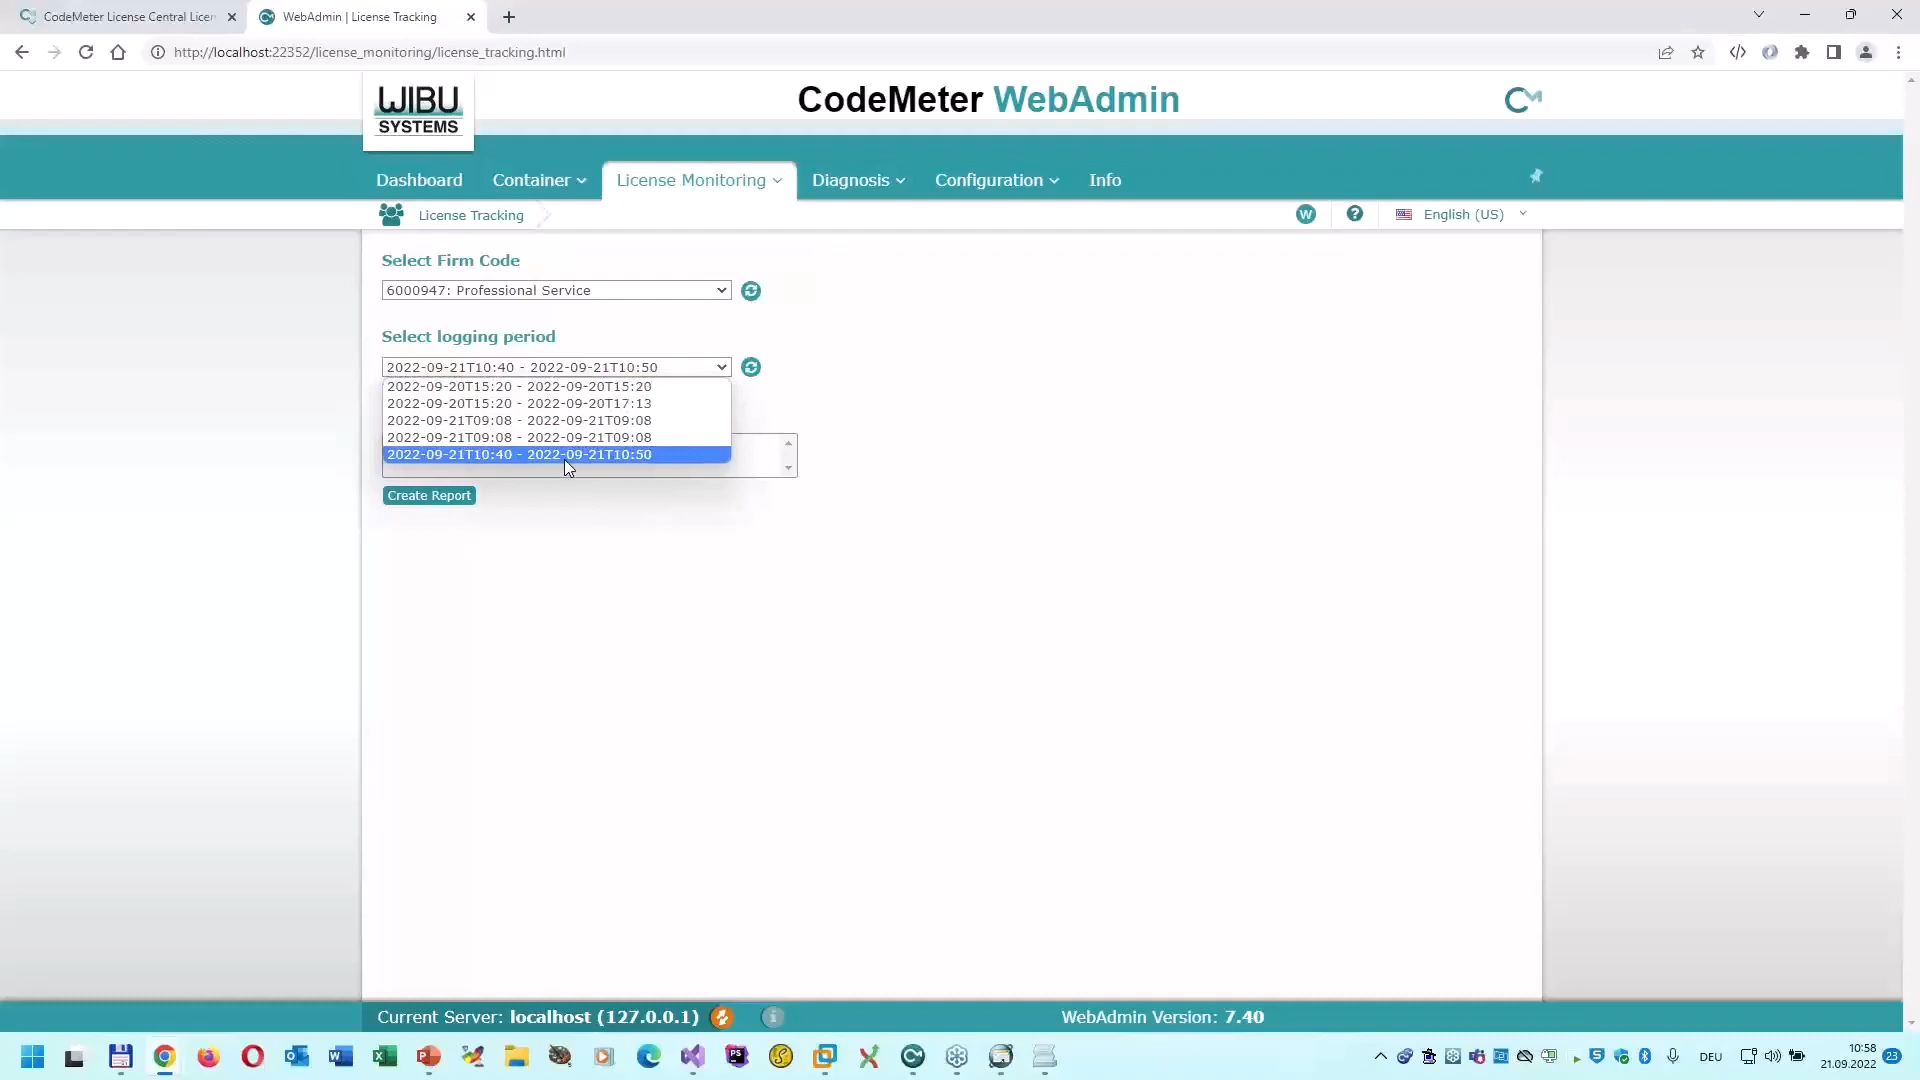 CodeMeter License Central Licen
WebAdmin | License Tracking
http://localhost:22352/license_monitoring/license_tracking.html
WIBU
SYSTEMS
CodeMeter WebAdmin
Dashboard
Container
License Monitoring
Diagnosis
Configuration
Info
License Tracking
W
?
English (US)
Select Firm Code
6000947: Professional Service
Select logging period
2022-09-21T10:40 - 2022-09-21T10:50
2022-09-20T15:20 - 2022-09-20T15:20
2022-09-20T15:20 - 2022-09-20T17:13
2022-09-21T09:08 - 2022-09-21T09:08
2022-09-21T09:08 - 2022-09-21T09:08
2022-09-21T10:40 - 2022-09-21T10:50
Create Report
Current Server: localhost (127.0.0.1)
WebAdmin Version: 7.40
DEU
10:58
21.09.2022
23